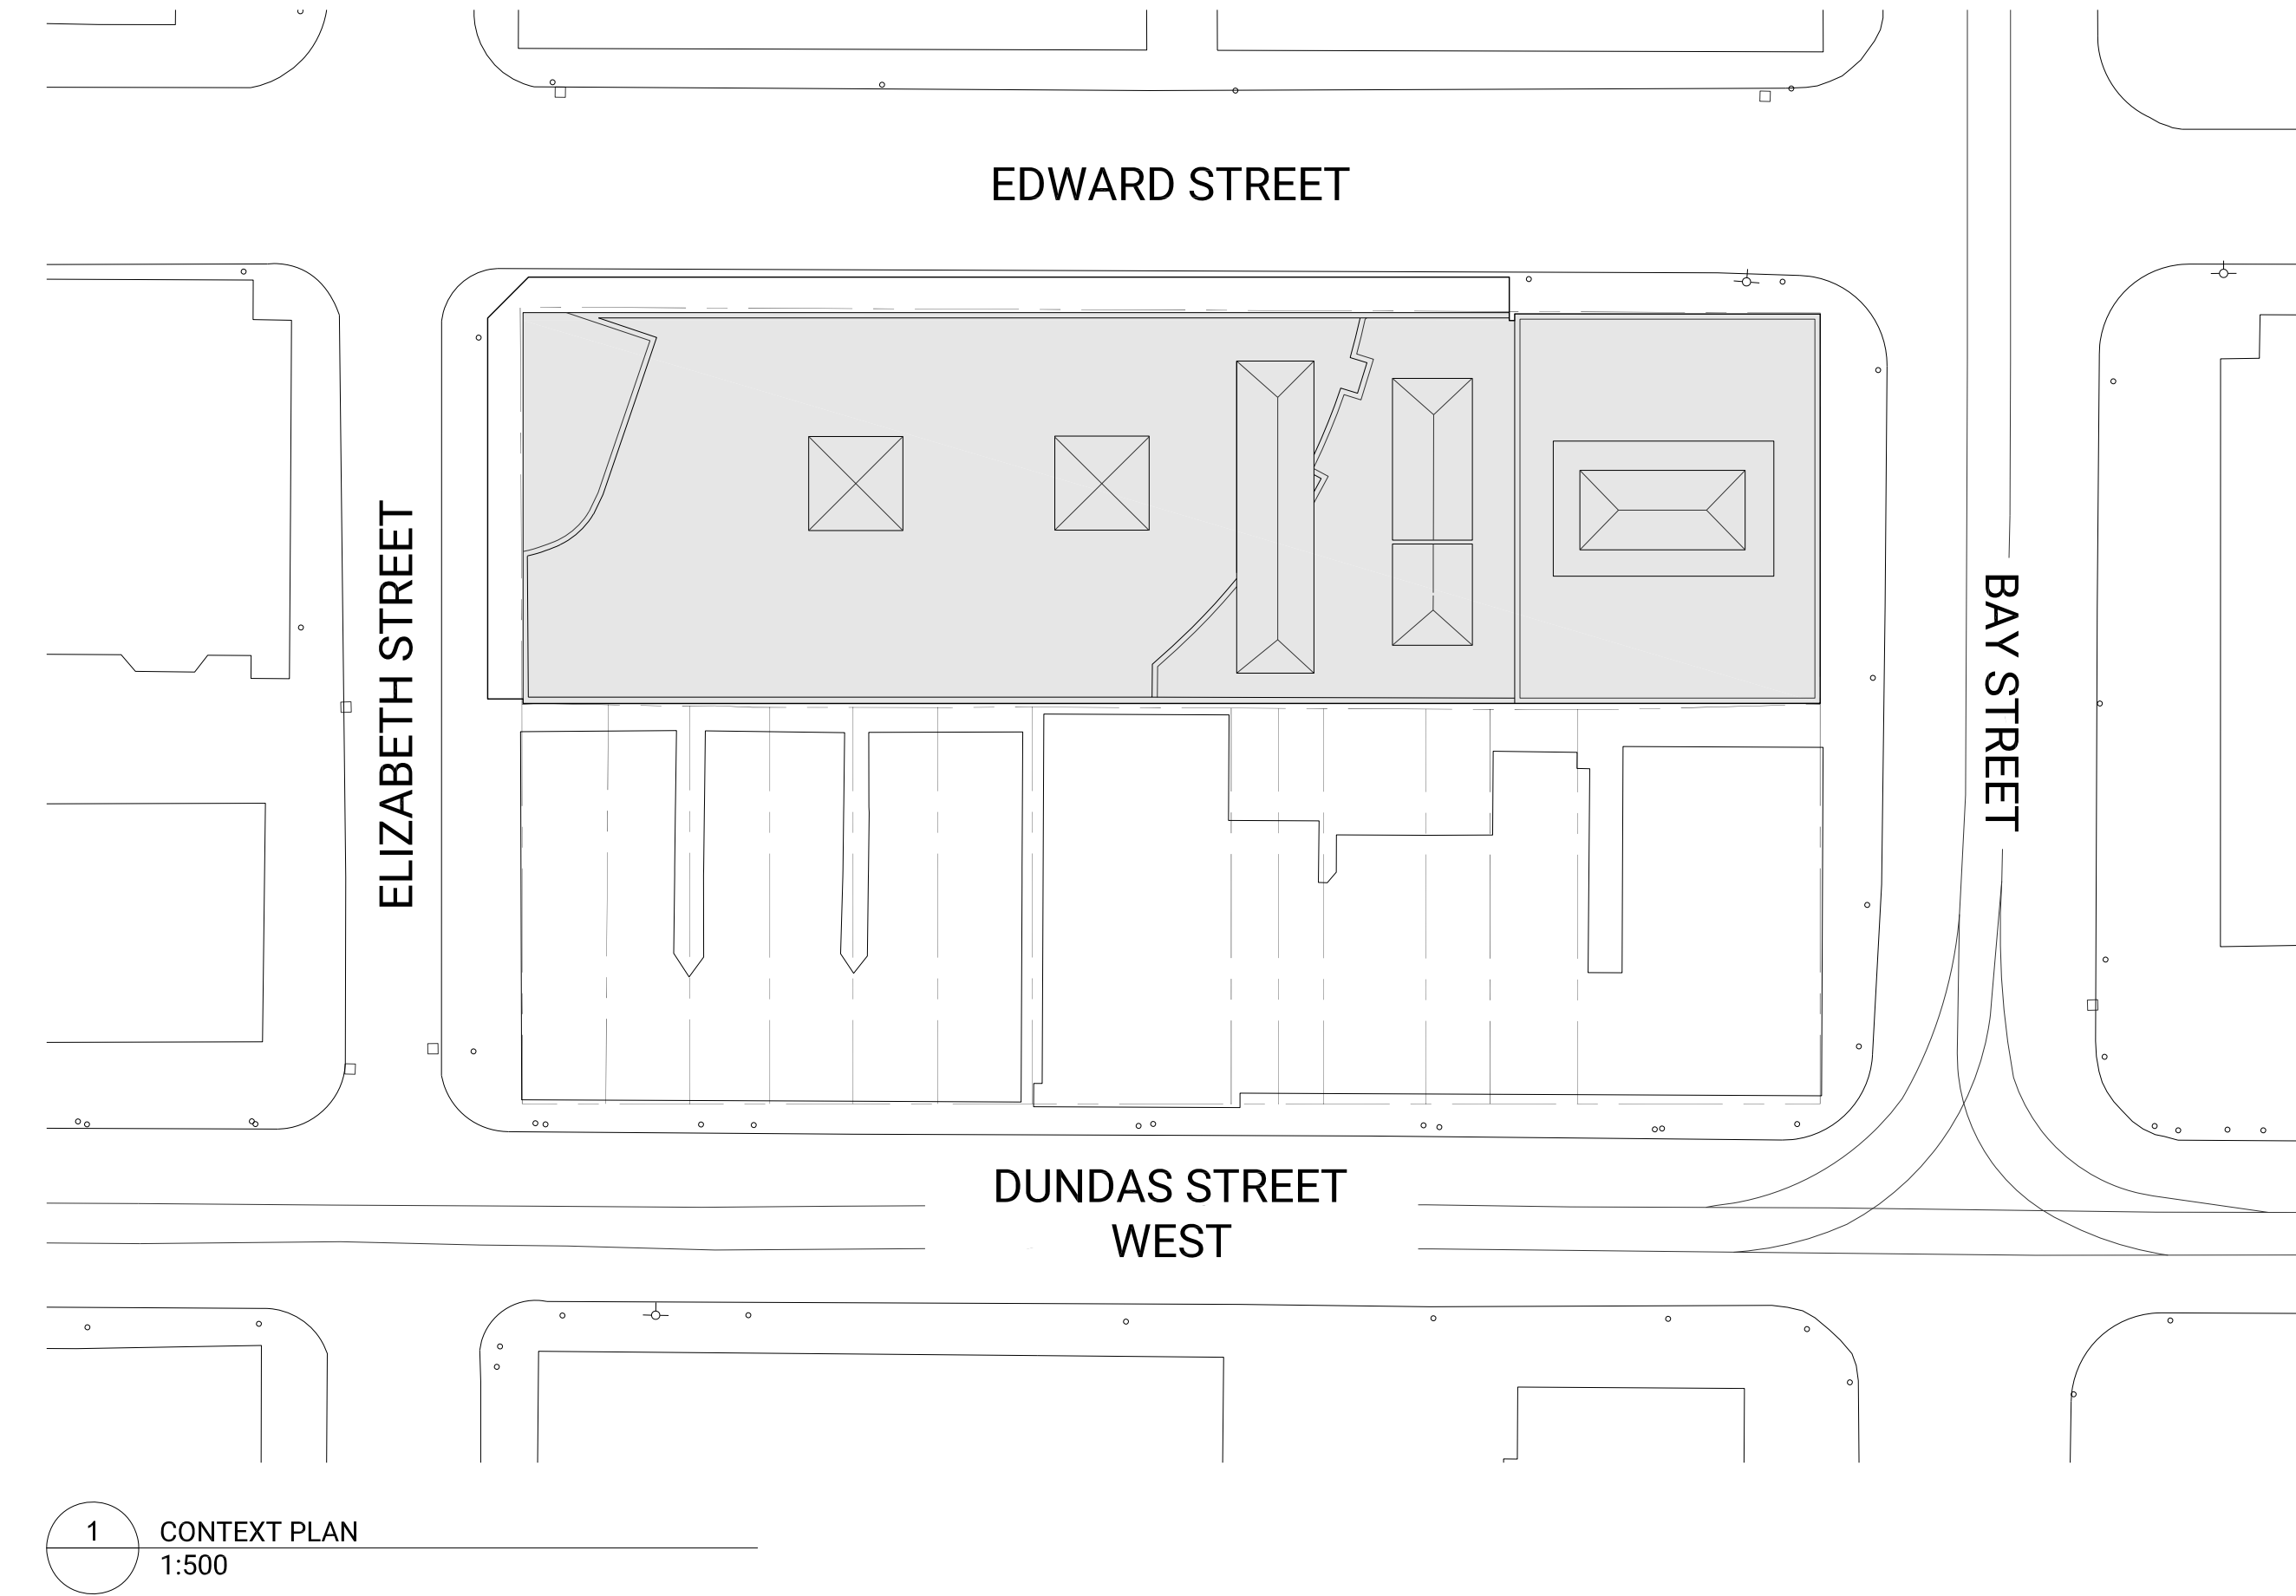 EDWARD STREET
ELIZABETH STREET
BAY STREET
DUNDAS STREET
WEST
1
CONTEXT PLAN
1:500